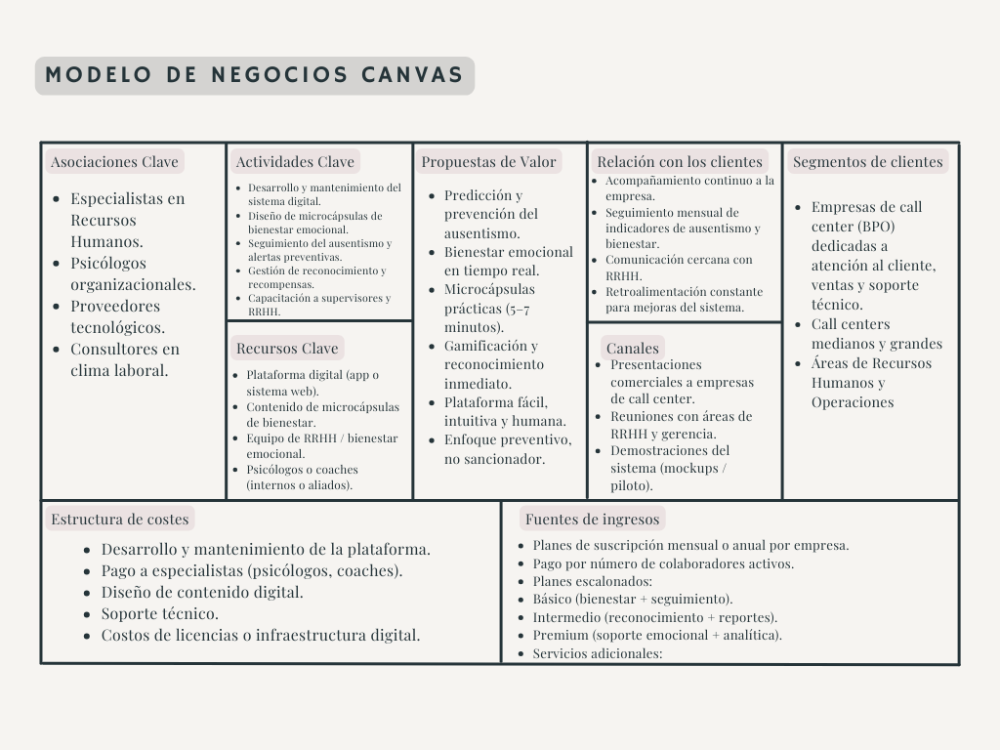 MODELO DE NEGOCIOS CANVAS
Asociaciones Clave
• Especialistas en
Recursos
Humanos.
• Psicólogos
organizacionales.
• Proveedores
tecnológicos.
• Consultores en
clima laboral.
Actividades Clave
• Desarrollo y mantenimiento del
sistema digital.
• Diseño de microcápsulas de
bienestar emocional.
• Seguimiento del ausentismo y
alertas preventivas.
• Gestión de reconocimiento y
recompensas.
• Capacitación a supervisores y
RRHH.
Recursos Clave
• Plataforma digital (app o
sistema web).
• Contenido de microcápsulas
de bienestar.
• Equipo de RRHH / bienestar
emocional.
• Psicólogos o coaches
(internos o aliados).
Propuestas de Valor
• Predicción y
prevención del
ausentismo.
• Bienestar emocional
en tiempo real.
• Microcápsulas
prácticas (5–7
minutos).
• Gamificación y
reconocimiento
inmediato.
• Plataforma fácil,
intuitiva y humana.
• Enfoque preventivo,
no sancionador.
Relación con los clientes
• Acompañamiento continuo a la
empresa.
• Seguimiento mensual de
indicadores de ausentismo y
bienestar.
• Comunicación cercana con
RRHH.
• Retroalimentación constante
para mejoras del sistema.
Canales
• Presentaciones
comerciales a empresas
de call center.
• Reuniones con áreas de
RRHH y gerencia.
• Demostraciones del
sistema (mockups /
piloto).
Segmentos de clientes
• Empresas de call
center (BPO)
dedicadas a
atención al cliente,
ventas y soporte
técnico.
• Call centers
medianos y grandes
• Áreas de Recursos
Humanos y
Operaciones
Estructura de costes
• Desarrollo y mantenimiento de la plataforma.
• Pago a especialistas (psicólogos, coaches).
• Diseño de contenido digital.
• Soporte técnico.
• Costos de licencias o infraestructura digital.
Fuentes de ingresos
• Planes de suscripción mensual o anual por empresa.
• Pago por número de colaboradores activos.
• Planes escalonados:
• Básico (bienestar + seguimiento).
• Intermedio (reconocimiento + reportes).
• Premium (soporte emocional + analítica).
• Servicios adicionales: